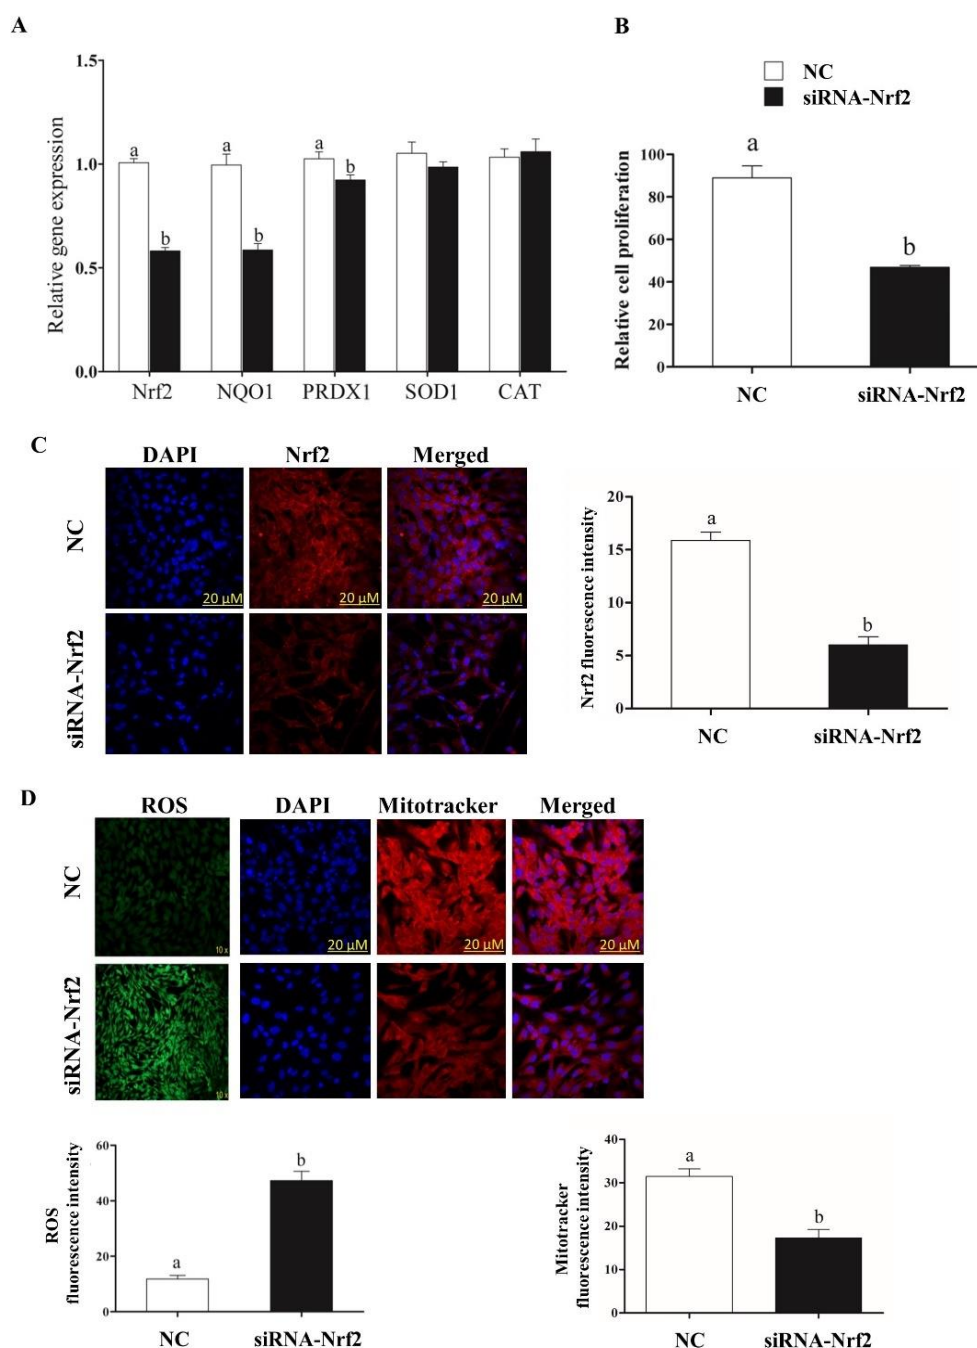 A
Relative gene expression
1.5
1.0
0.5
0.0
a
b
a
b
a
b
Nrf2 NQO1 PRDX1 SOD1 CAT
B
NC
siRNA-Nrf2
Relative cell proliferation
100
80
60
40
20
0
a
b
NC siRNA-Nrf2
C
DAPI Nrf2 Merged
NC
20 µM 20 µM 20 µM
siRNA-Nrf2
Nrf2 fluorescence intensity
20
15
10
5
0
a
b
NC siRNA-Nrf2
D
ROS DAPI Mitotracker Merged
NC
10 x
20 µM 20 µM 20 µM
siRNA-Nrf2
10 x
ROS
fluorescence intensity
60
40
20
0
a
b
NC siRNA-Nrf2
Mitotracker
fluorescence intensity
40
30
20
10
0
a
b
NC siRNA-Nrf2